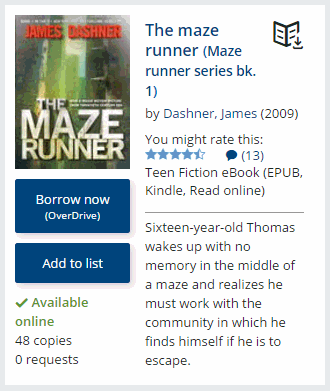 JAMES DASHNER
THE
MAZE
RUNNER
Borrow now
(OverDrive)
Add to list
Available
online
48 copies
0 requests
The maze
runner (Maze
runner series bk.
1)
by Dashner, James (2009)
You might rate this:
(13)
Teen Fiction eBook (EPUB,
Kindle, Read online)
Sixteen-year-old Thomas
wakes up with no
memory in the middle of
a maze and realizes he
must work with the
community in which he
finds himself if he is to
escape.